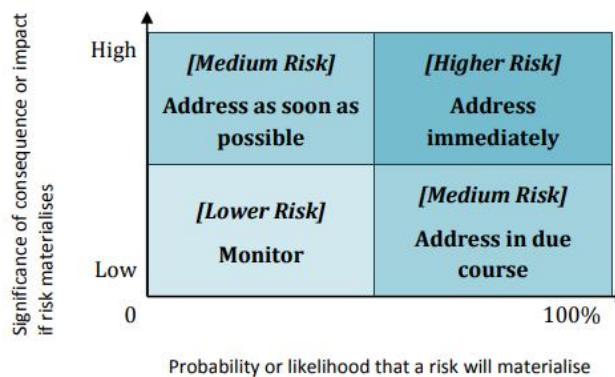 Significance of consequence or impact
if risk materialises
High
[Medium Risk]
Address as soon as
possible
[Higher Risk]
Address
immediately
[Lower Risk]
Monitor
[Medium Risk]
Address in due
course
Low
0
100%
Probability or likelihood that a risk will materialise